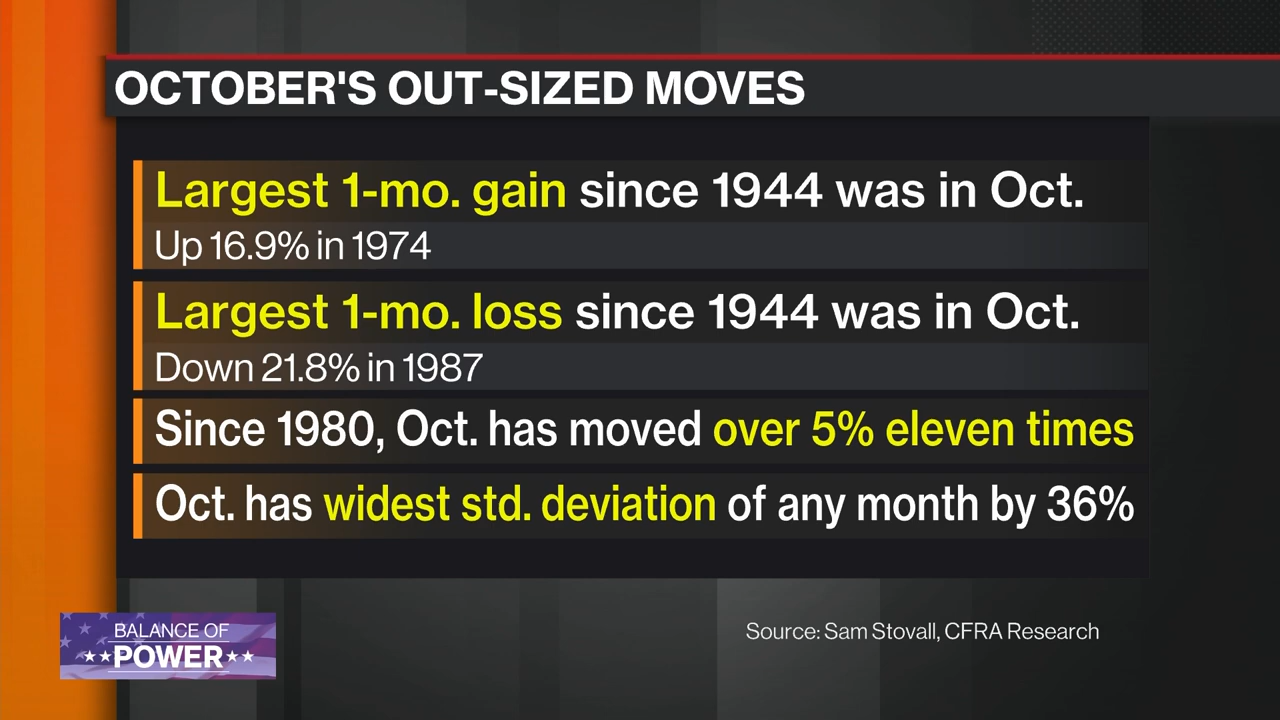 OCTOBER'S OUT-SIZED MOVES
Largest 1-mo. gain since 1944 was in Oct.
Up 16.9% in 1974
Largest 1-mo. loss since 1944 was in Oct.
Down 21.8% in 1987
Since 1980, Oct. has moved over 5% eleven times
Oct. has widest std. deviation of any month by 36%
BALANCE OF
POWER
Source: Sam Stovall, CFRA Research